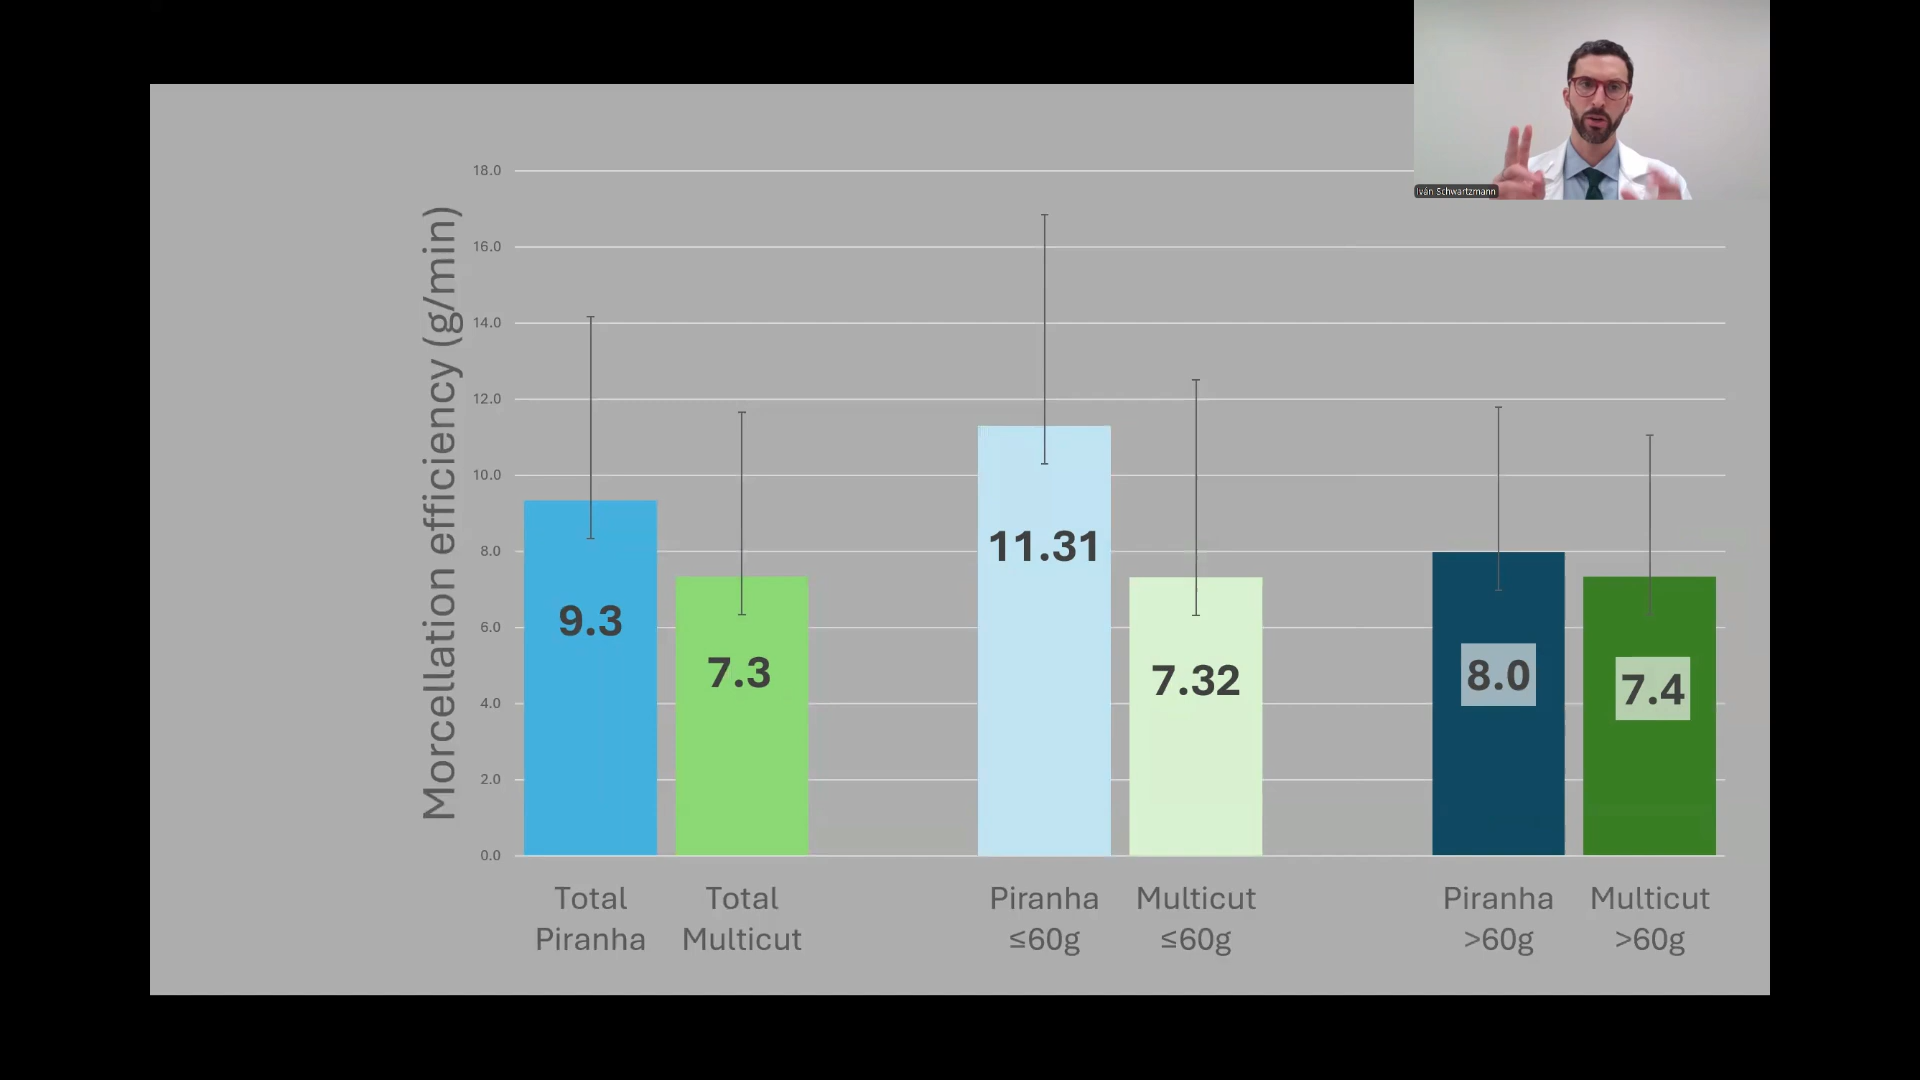 Iván Schwartzmann
Morcellation efficiency (g/min)
18.0
16.0
14.0
12.0
10.0
8.0
6.0
4.0
2.0
0.0
9.3
7.3
11.31
7.32
8.0
7.4
Total Piranha
Total Multicut
Piranha ≤60g
Multicut ≤60g
Piranha >60g
Multicut >60g